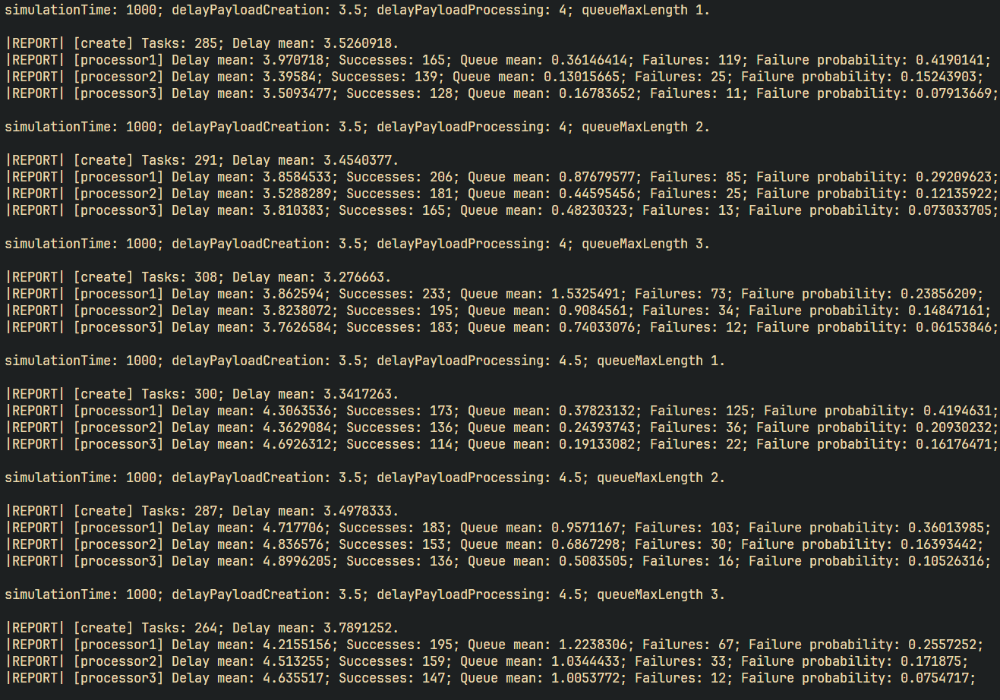 simulationTime: 1000; delayPayloadCreation: 3.5; delayPayloadProcessing: 4; queueMaxLength 1.
|REPORT| [create] Tasks: 285; Delay mean: 3.5260918.
|REPORT| [processor1] Delay mean: 3.970718; Successes: 165; Queue mean: 0.36146414; Failures: 119; Failure probability: 0.4190141;
|REPORT| [processor2] Delay mean: 3.39584; Successes: 139; Queue mean: 0.13015665; Failures: 25; Failure probability: 0.15243903;
|REPORT| [processor3] Delay mean: 3.5093477; Successes: 128; Queue mean: 0.16783652; Failures: 11; Failure probability: 0.07913669;
simulationTime: 1000; delayPayloadCreation: 3.5; delayPayloadProcessing: 4; queueMaxLength 2.
|REPORT| [create] Tasks: 291; Delay mean: 3.4540377.
|REPORT| [processor1] Delay mean: 3.8584533; Successes: 206; Queue mean: 0.87679577; Failures: 85; Failure probability: 0.29209623;
|REPORT| [processor2] Delay mean: 3.5288289; Successes: 181; Queue mean: 0.44595456; Failures: 25; Failure probability: 0.12135922;
|REPORT| [processor3] Delay mean: 3.810383; Successes: 165; Queue mean: 0.48230323; Failures: 13; Failure probability: 0.073033705;
simulationTime: 1000; delayPayloadCreation: 3.5; delayPayloadProcessing: 4; queueMaxLength 3.
|REPORT| [create] Tasks: 308; Delay mean: 3.276663.
|REPORT| [processor1] Delay mean: 3.862594; Successes: 233; Queue mean: 1.5325491; Failures: 73; Failure probability: 0.23856209;
|REPORT| [processor2] Delay mean: 3.8238072; Successes: 195; Queue mean: 0.9084561; Failures: 34; Failure probability: 0.14847161;
|REPORT| [processor3] Delay mean: 3.7626584; Successes: 183; Queue mean: 0.74033076; Failures: 12; Failure probability: 0.06153846;
simulationTime: 1000; delayPayloadCreation: 3.5; delayPayloadProcessing: 4.5; queueMaxLength 1.
|REPORT| [create] Tasks: 300; Delay mean: 3.3417263.
|REPORT| [processor1] Delay mean: 4.3063536; Successes: 173; Queue mean: 0.37823132; Failures: 125; Failure probability: 0.4194631;
|REPORT| [processor2] Delay mean: 4.3629084; Successes: 136; Queue mean: 0.24393743; Failures: 36; Failure probability: 0.20930232;
|REPORT| [processor3] Delay mean: 4.6926312; Successes: 114; Queue mean: 0.19133082; Failures: 22; Failure probability: 0.16176471;
simulationTime: 1000; delayPayloadCreation: 3.5; delayPayloadProcessing: 4.5; queueMaxLength 2.
|REPORT| [create] Tasks: 287; Delay mean: 3.4978333.
|REPORT| [processor1] Delay mean: 4.717706; Successes: 183; Queue mean: 0.9571167; Failures: 103; Failure probability: 0.36013985;
|REPORT| [processor2] Delay mean: 4.836576; Successes: 153; Queue mean: 0.6867298; Failures: 30; Failure probability: 0.16393442;
|REPORT| [processor3] Delay mean: 4.8996205; Successes: 136; Queue mean: 0.5083505; Failures: 16; Failure probability: 0.10526316;
simulationTime: 1000; delayPayloadCreation: 3.5; delayPayloadProcessing: 4.5; queueMaxLength 3.
|REPORT| [create] Tasks: 264; Delay mean: 3.7891252.
|REPORT| [processor1] Delay mean: 4.2155156; Successes: 195; Queue mean: 1.2238306; Failures: 67; Failure probability: 0.2557252;
|REPORT| [processor2] Delay mean: 4.513255; Successes: 159; Queue mean: 1.0344433; Failures: 33; Failure probability: 0.171875;
|REPORT| [processor3] Delay mean: 4.635517; Successes: 147; Queue mean: 1.0053772; Failures: 12; Failure probability: 0.0754717;